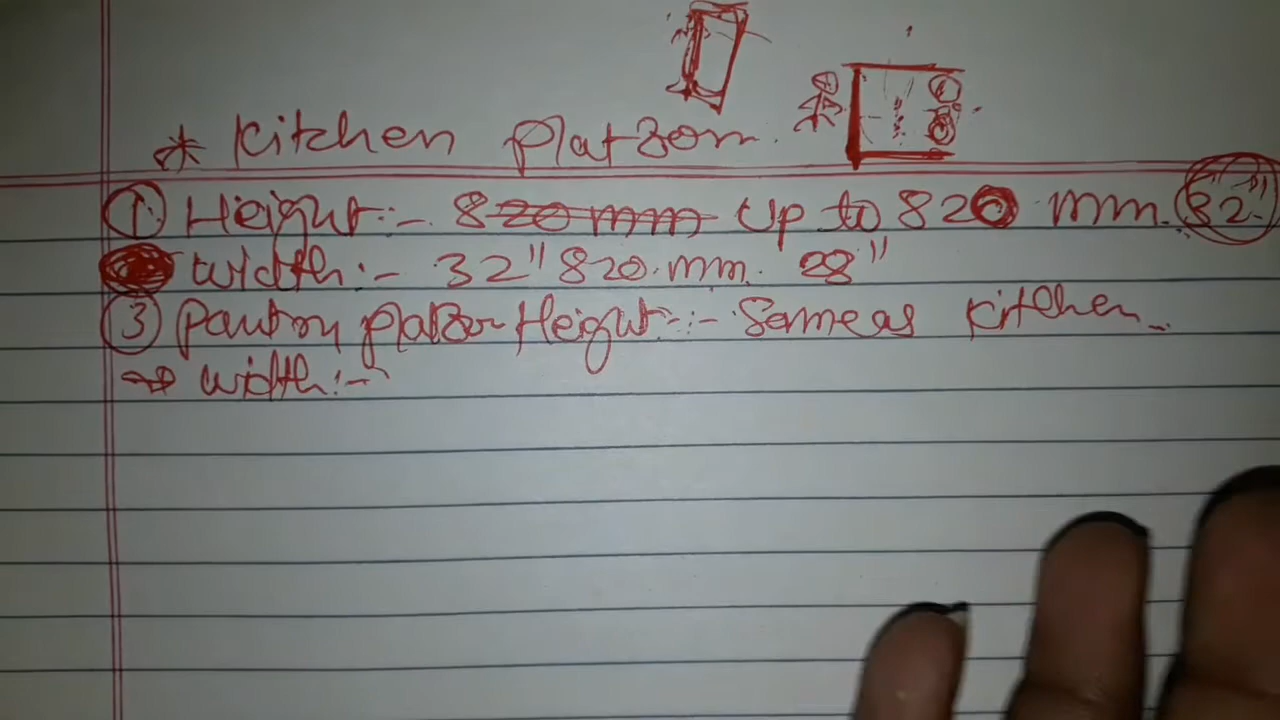 * Kitchen Platform
① Height:- 820 mm Up to 820 mm. 32"
Width:- 32" 820.mm. 28"
③ Pantry Platfor Height:- Same as Kitchen
→ width:-